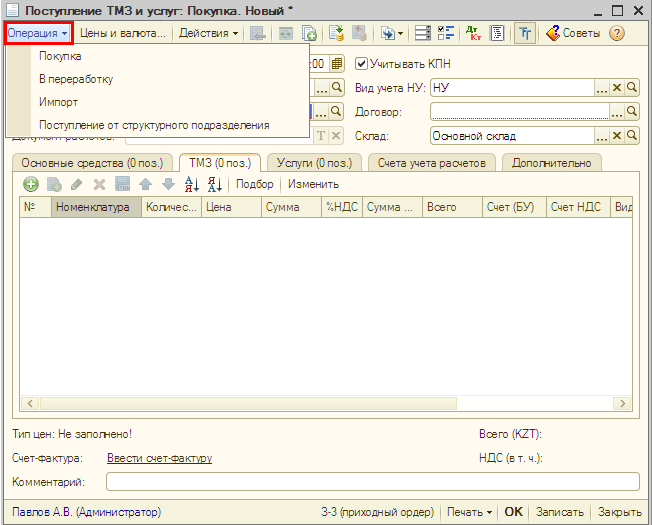 Поступление ТМЗ и услуг: Покупка. Новый *
Операция Цены и валюта... Действия Дт Кт Тт Советы ?
Покупка
В переработку
Импорт
Поступление от структурного подразделения
:00 Учитывать КПН
Вид учета НУ: НУ
Договор:
Склад: Основной склад
Основные средства (0 поз.) ТМЗ (0 поз.) Услуги (0 поз.) Счета учета расчетов Дополнительно
Подбор Изменить
№ Номенклатура Количес... Цена Сумма %НДС Сумма ... Всего Счет (БУ) Счет НДС Вид
Тип цен: Не заполнено! Всего (KZT):
Счет-фактура: Ввести счет-фактуру НДС (в т. ч.):
Комментарий:
Павлов А.В. (Администратор) З-3 (приходный ордер) Печать OK Записать Закрыть